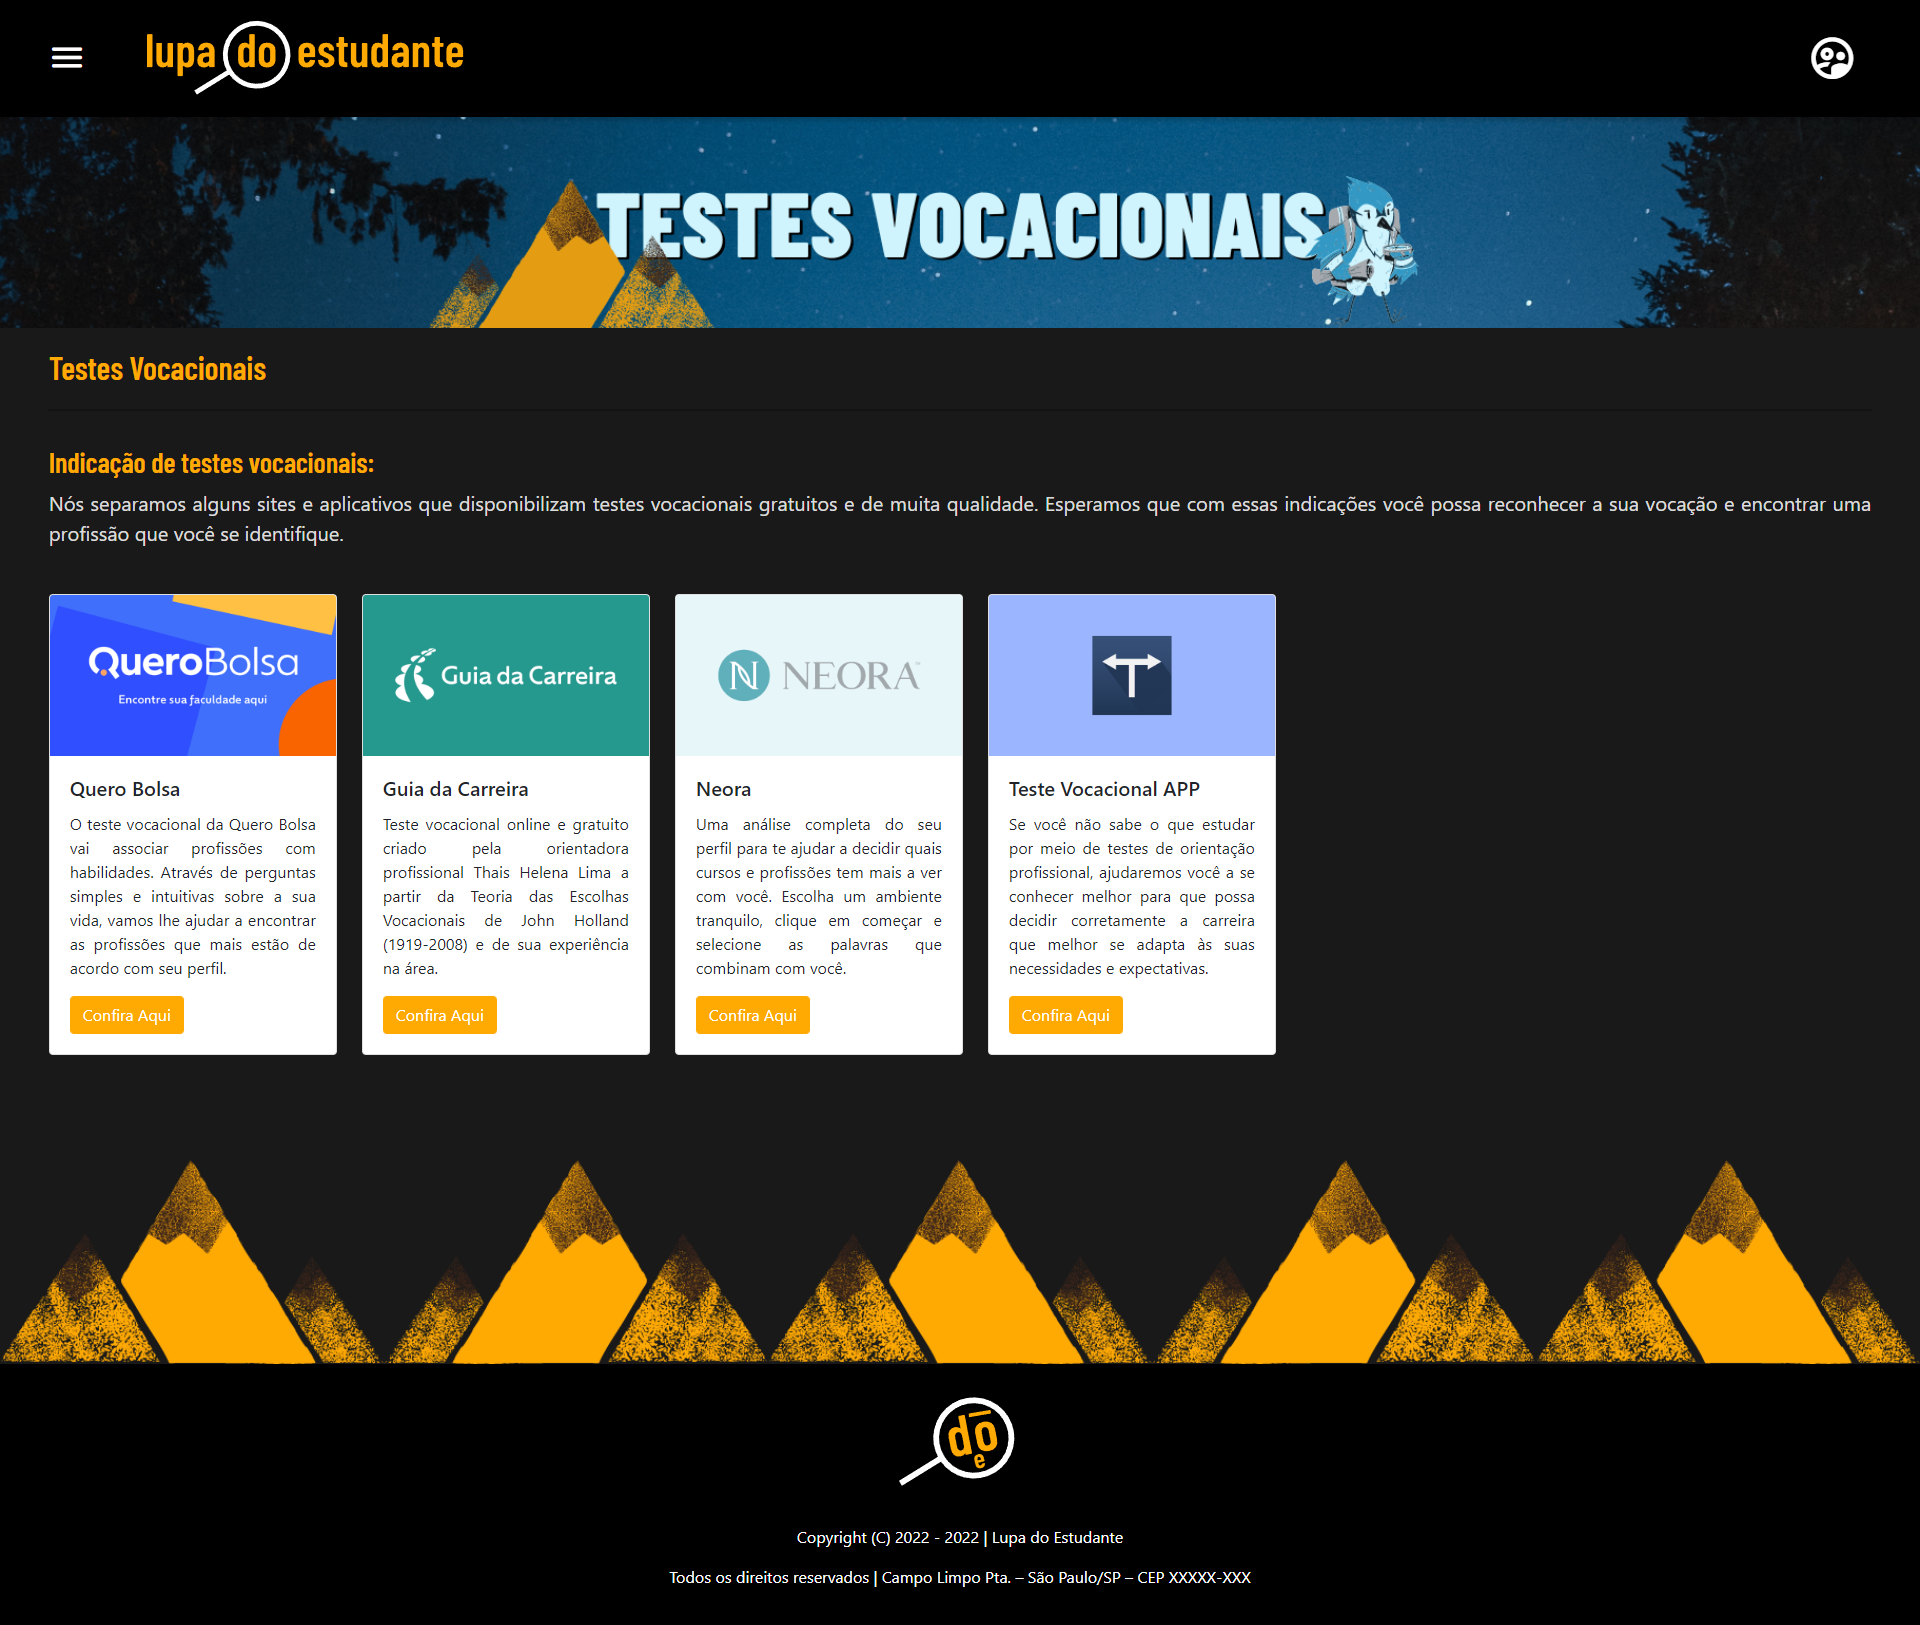 lupa do estudante
TESTES VOCACIONAIS
Testes Vocacionais
Indicação de testes vocacionais:
Nós separamos alguns sites e aplicativos que disponibilizam testes vocacionais gratuitos e de muita qualidade. Esperamos que com essas indicações você possa reconhecer a sua vocação e encontrar uma
profissão que você se identifique.
QueroBolsa
Encontre sua faculdade aqui
Quero Bolsa
O teste vocacional da Quero Bolsa
vai associar profissões com
habilidades. Através de perguntas
simples e intuitivas sobre a sua
vida, vamos lhe ajudar a encontrar
as profissões que mais estão de
acordo com seu perfil.
Confira Aqui
Guia da Carreira
Guia da Carreira
Teste vocacional online e gratuito
criado pela orientadora
profissional Thais Helena Lima a
partir da Teoria das Escolhas
Vocacionais de John Holland
(1919-2008) e de sua experiência
na área.
Confira Aqui
N NEORA™
Neora
Uma análise completa do seu
perfil para te ajudar a decidir quais
cursos e profissões tem mais a ver
com você. Escolha um ambiente
tranquilo, clique em começar e
selecione as palavras que
combinam com você.
Confira Aqui
T
Teste Vocacional APP
Se você não sabe o que estudar
por meio de testes de orientação
profissional, ajudaremos você a se
conhecer melhor para que possa
decidir corretamente a carreira
que melhor se adapta às suas
necessidades e expectativas.
Confira Aqui
do
e
Copyright (C) 2022 - 2022 | Lupa do Estudante
Todos os direitos reservados | Campo Limpo Pta. – São Paulo/SP – CEP XXXXX-XXX